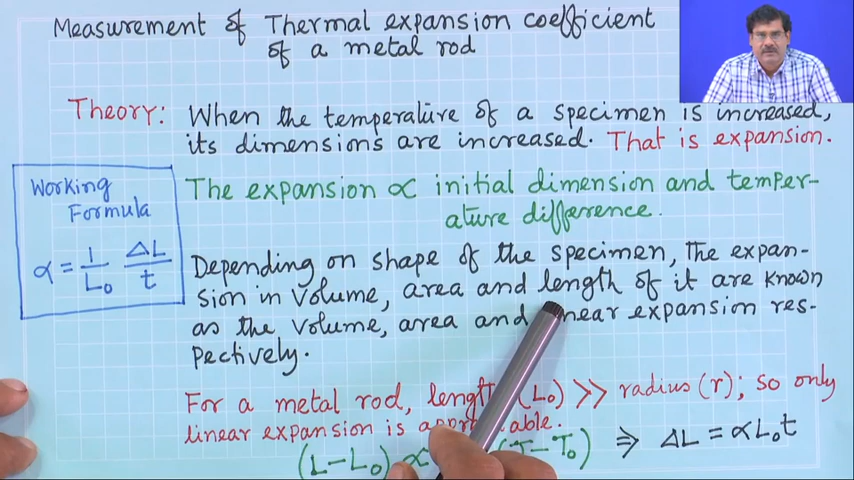 Measurement of Thermal expansion coefficient
of a metal rod
Theory: When the temperature of a specimen is increased,
its dimensions are increased. That is expansion.
Working
Formula
α = 1/L₀ ΔL/t
The expansion ∝ initial dimension and temper-
ature difference.
Depending on shape of the specimen, the expan-
sion in volume, area and length of it are known
as the volume, area and expansion res-
pectively.
For a metal rod, length (L₀) >> radius (r); so only
linear expansion is
(L-L₀) ∝ (T-T₀) ⇒ ΔL = αL₀t